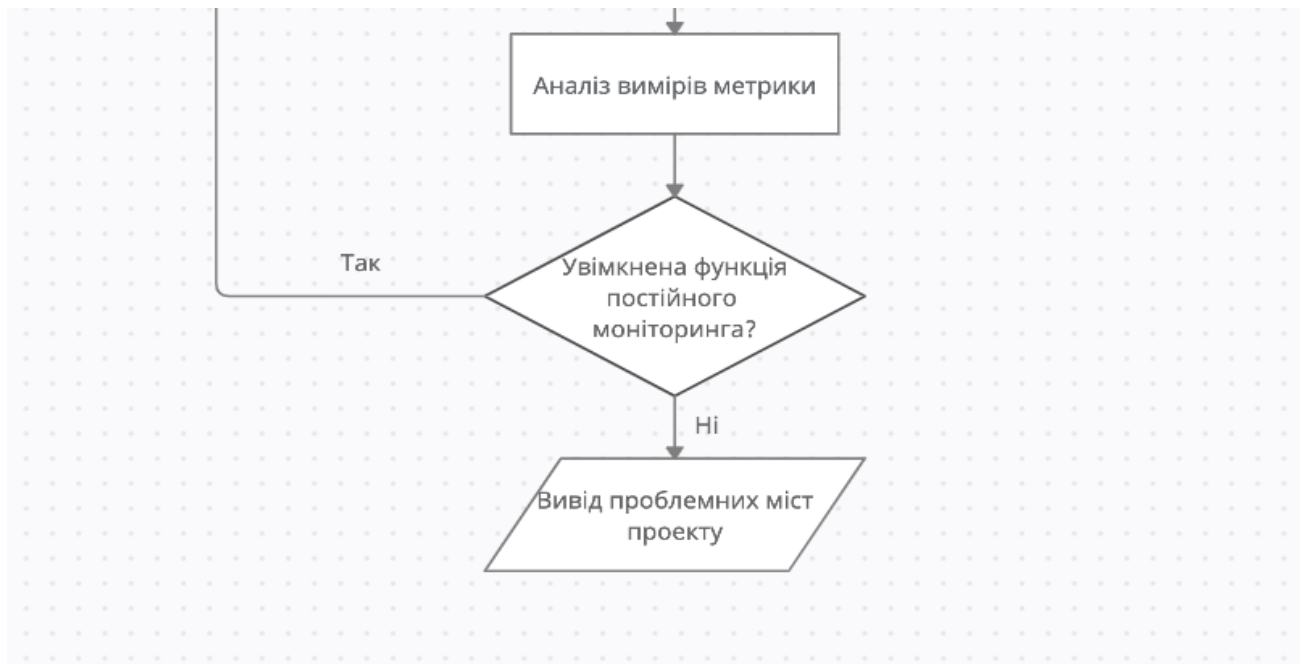 Аналіз вимірів метрики
Так
Увімкнена функція
постійного
моніторинга?
Ні
Вивід проблемних міст
проекту